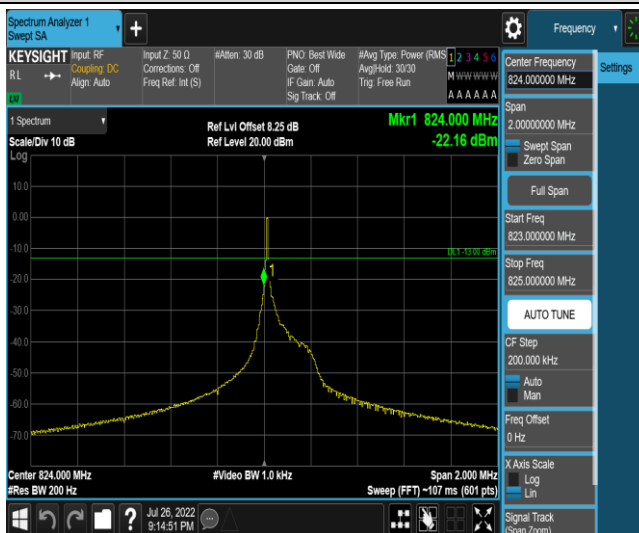 Spectrum Analyzer 1
Swept SA
+
Frequency
KEYSIGHT
Input: RF
Coupling: DC
Align: Auto
Input Z: 50 Ω
Corrections: Off
Freq Ref: Int (S)
#Atten: 30 dB
PNO: Best Wide
Gate: Off
IF Gain: Auto
Sig Track: Off
#Avg Type: Power (RMS
Avg|Hold: 30/30
Trig: Free Run
1 2 3 4 5 6
M W W W W W
A A A A A A
R L
LXI
1 Spectrum
Scale/Div 10 dB
Log
Ref Lvl Offset 8.25 dB
Ref Level 20.00 dBm
Mkr1 824.000 MHz
-22.16 dBm
10.0
0.00
-10.0
-20.0
-30.0
-40.0
-50.0
-60.0
-70.0
DL1 -13.00 dBm
1
Center 824.000 MHz
#Res BW 200 Hz
#Video BW 1.0 kHz
Span 2.000 MHz
Sweep (FFT) ~107 ms (601 pts)
?
Jul 26, 2022
9:14:51 PM
Center Frequency
824.000000 MHz
Settings
Span
2.00000000 MHz
Swept Span
Zero Span
Full Span
Start Freq
823.000000 MHz
Stop Freq
825.000000 MHz
AUTO TUNE
CF Step
200.000 kHz
Auto
Man
Freq Offset
0 Hz
X Axis Scale
Log
Lin
Signal Track
(Span Zoom)